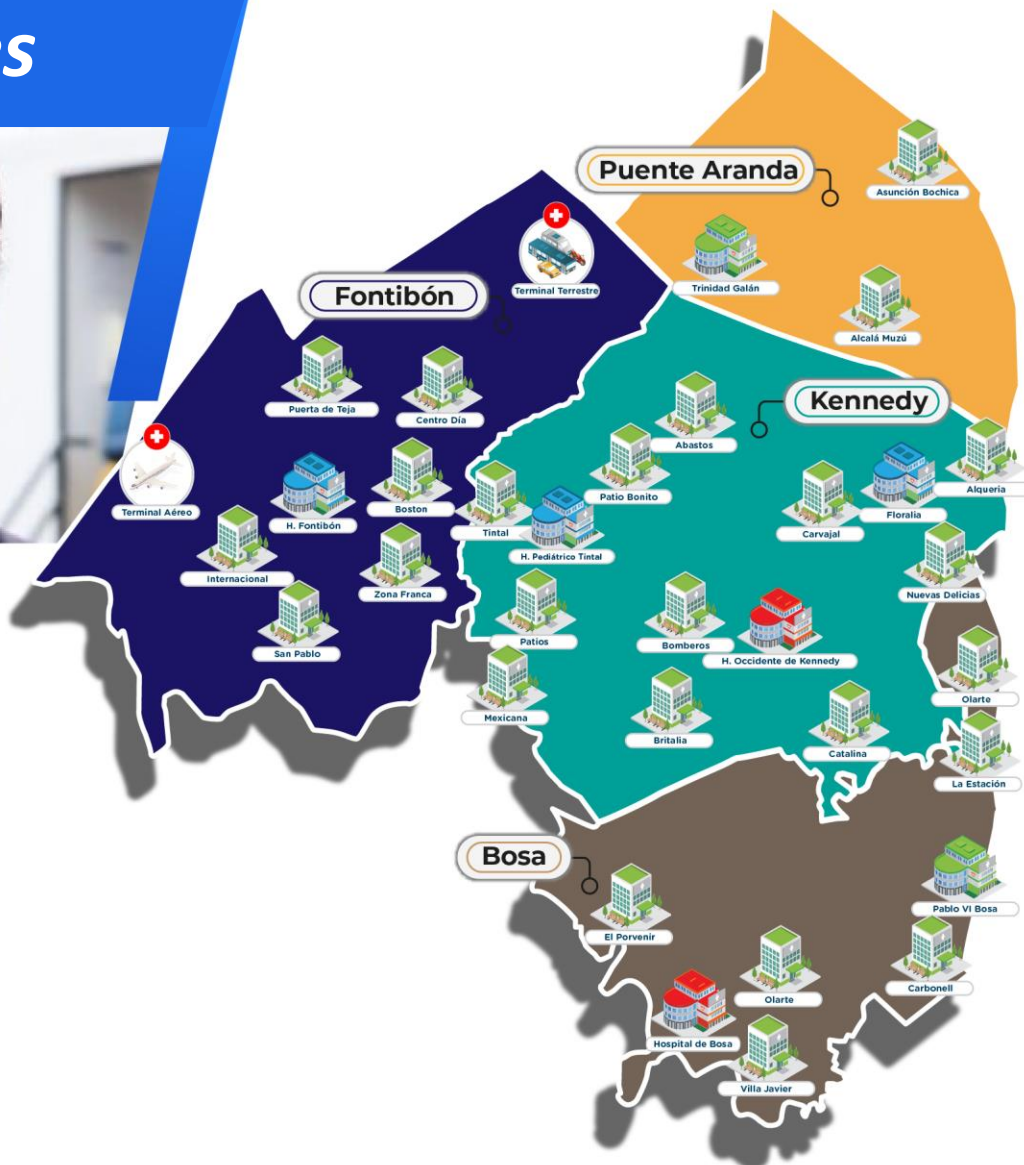 Puente Aranda
Asunción Bochica
Trinidad Galán
Alcalá Muzú
Fontibón
Terminal Terrestre
Puerta de Teja
Centro Día
Terminal Aéreo
H. Fontibón
Boston
Internacional
Zona Franca
San Pablo
Kennedy
Abastos
Patio Bonito
Tintal
H. Pediátrico Tintal
Carvajal
Floralia
Alqueria
Nuevas Delicias
Patios
Bomberos
H. Occidente de Kennedy
Mexicana
Britalia
Catalina
Olarte
La Estación
Bosa
El Porvenir
Pablo VI Bosa
Carbonell
Olarte
Hospital de Bosa
Villa Javier